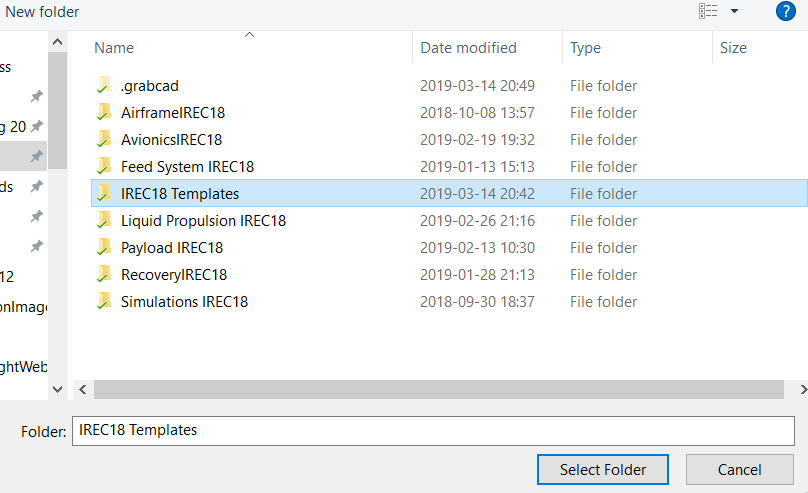 New folder
?
Name Date modified Type Size
ss
g 20
ds
12
onImage
ghtWeb
.grabcad 2019-03-14 20:49 File folder
AirframeIREC18 2018-10-08 13:57 File folder
AvionicsIREC18 2019-02-19 19:32 File folder
Feed System IREC18 2019-01-13 15:13 File folder
IREC18 Templates 2019-03-14 20:42 File folder
Liquid Propulsion IREC18 2019-02-26 21:16 File folder
Payload IREC18 2019-02-13 10:30 File folder
RecoveryIREC18 2019-01-28 21:13 File folder
Simulations IREC18 2018-09-30 18:37 File folder
Folder: IREC18 Templates
Select Folder Cancel